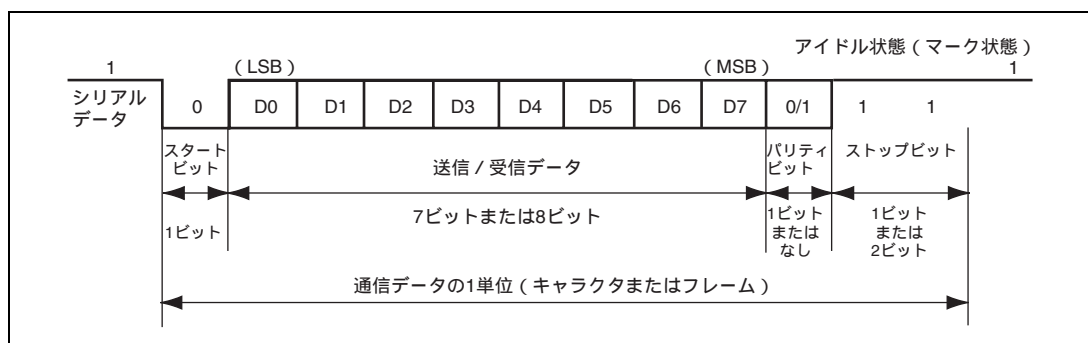 アイドル状態（マーク状態）
1 （LSB） （MSB） 1
シリアル
データ
0 D0 D1 D2 D3 D4 D5 D6 D7 0/1 1 1
スタート
ビット
送信 / 受信データ
パリティ
ビット
ストップビット
1ビット
7ビットまたは8ビット
1ビット
または
なし
1ビット
または
2ビット
通信データの1単位（キャラクタまたはフレーム）